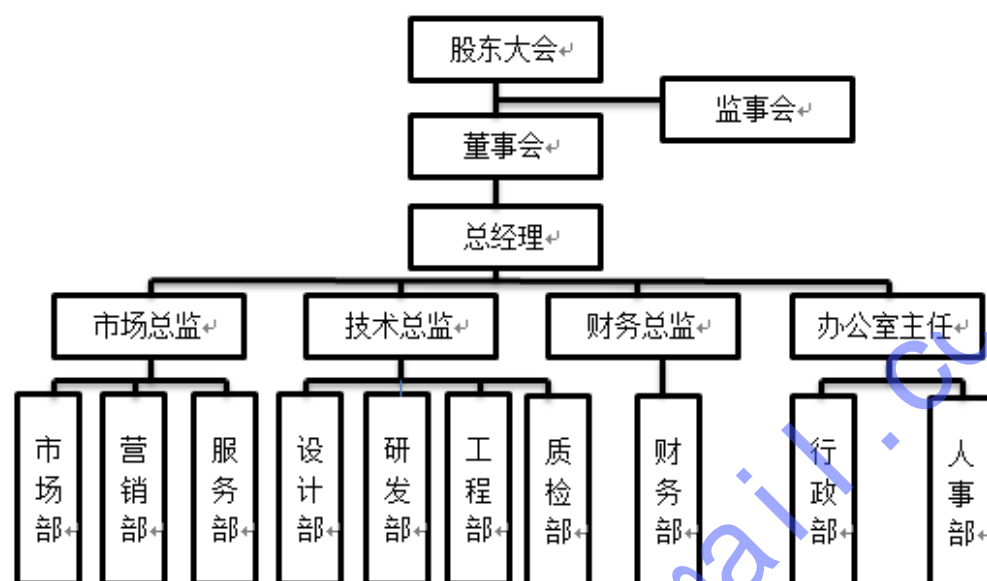 股东大会
监事会
董事会
总经理
市场总监
技术总监
财务总监
办公室主任
市场部
营销部
服务部
设计部
研发部
工程部
质检部
财务部
行政部
人事部
ail.co